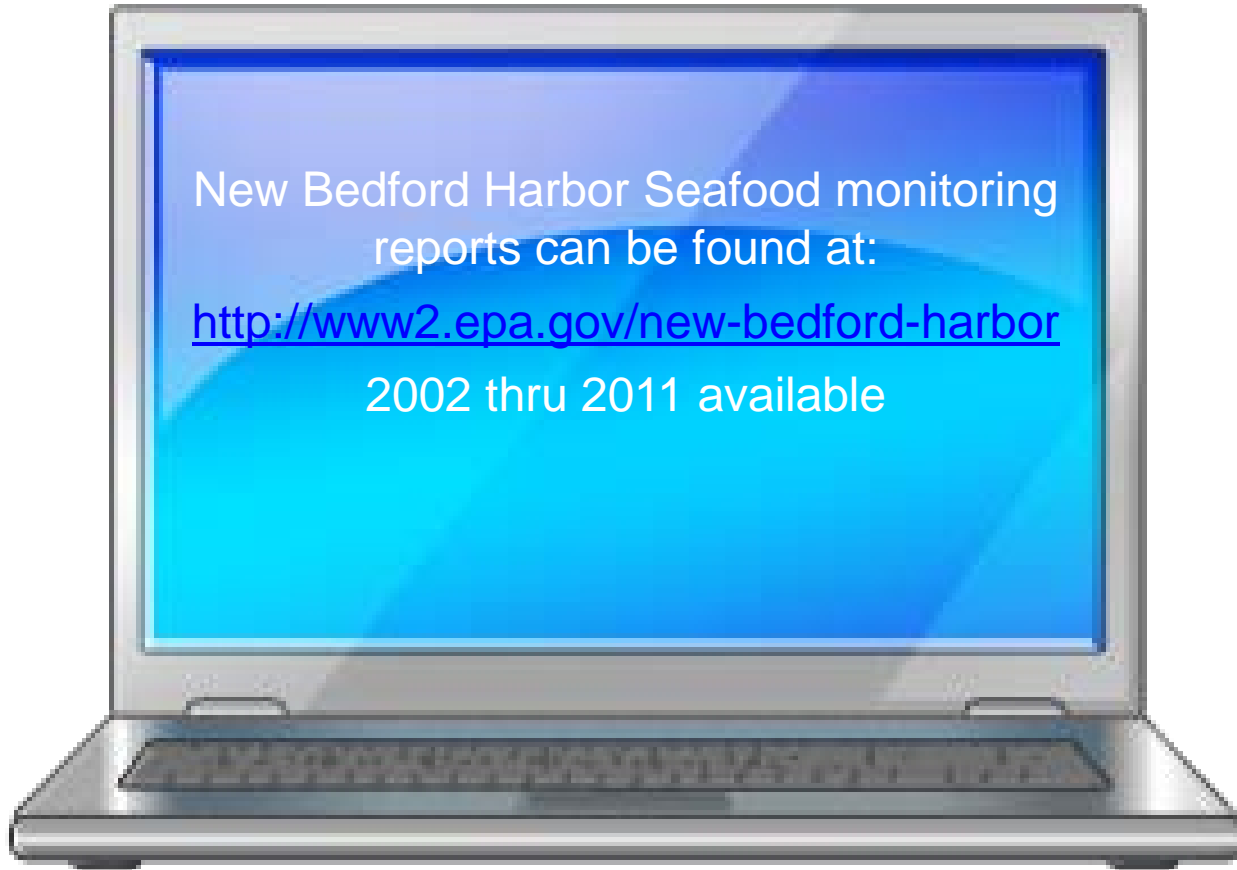 New Bedford Harbor Seafood monitoring
reports can be found at:
http://www2.epa.gov/new-bedford-harbor
2002 thru 2011 available